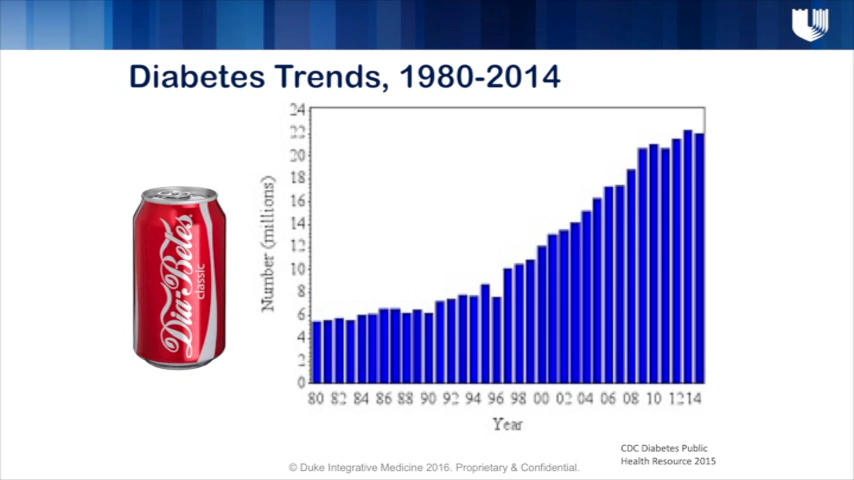 Diabetes Trends, 1980-2014
Dia-Betes
classic
Number (millions)
24
22
20
18
16
14
12
10
8
6
4
2
0
80 82 84 86 88 90 92 94 96 98 00 02 04 06 08 10 12 14
Year
CDC Diabetes Public
Health Resource 2015
© Duke Integrative Medicine 2016. Proprietary & Confidential.